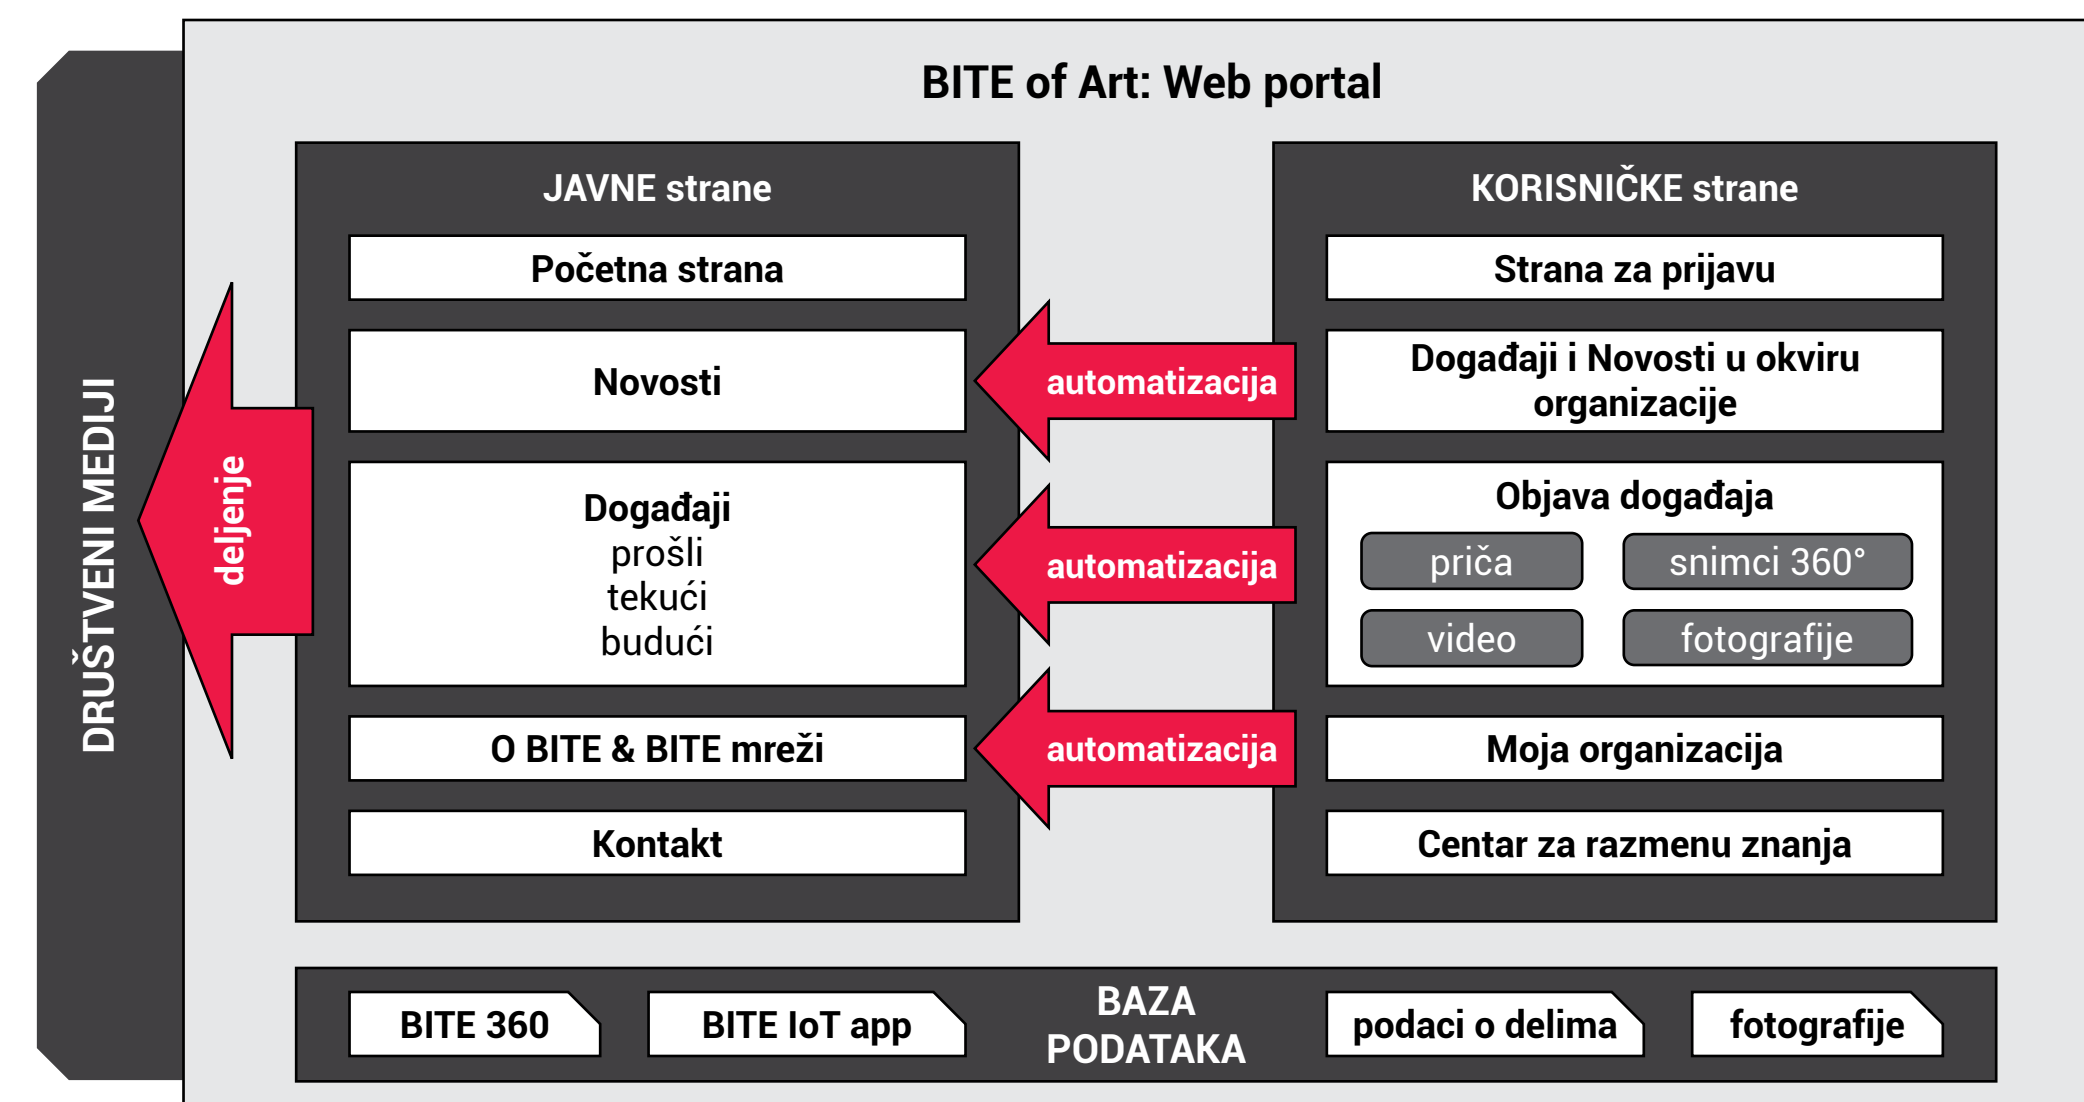 BITE of Art: Web portal
DRUŠTVENI MEDIJI
deljenje
JAVNE strane
Početna strana
Novosti
Događaji
prošli
tekući
budući
O BITE & BITE mreži
Kontakt
automatizacija
automatizacija
automatizacija
KORISNIČKE strane
Strana za prijavu
Događaji i Novosti u okviru
organizacije
Objava događaja
priča
snimci 360°
video
fotografije
Moja organizacija
Centar za razmenu znanja
BITE 360
BITE IoT app
BAZA
PODATAKA
podaci o delima
fotografije